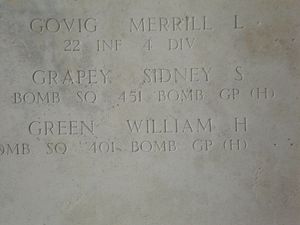 GOVIG MERRILL L
22 INF 4 DIV
GRAPEY SIDNEY S
BOMB SQ 451 BOMB GP (H)
GREEN WILLIAM H
OMB SQ 401 BOMB GP (H)